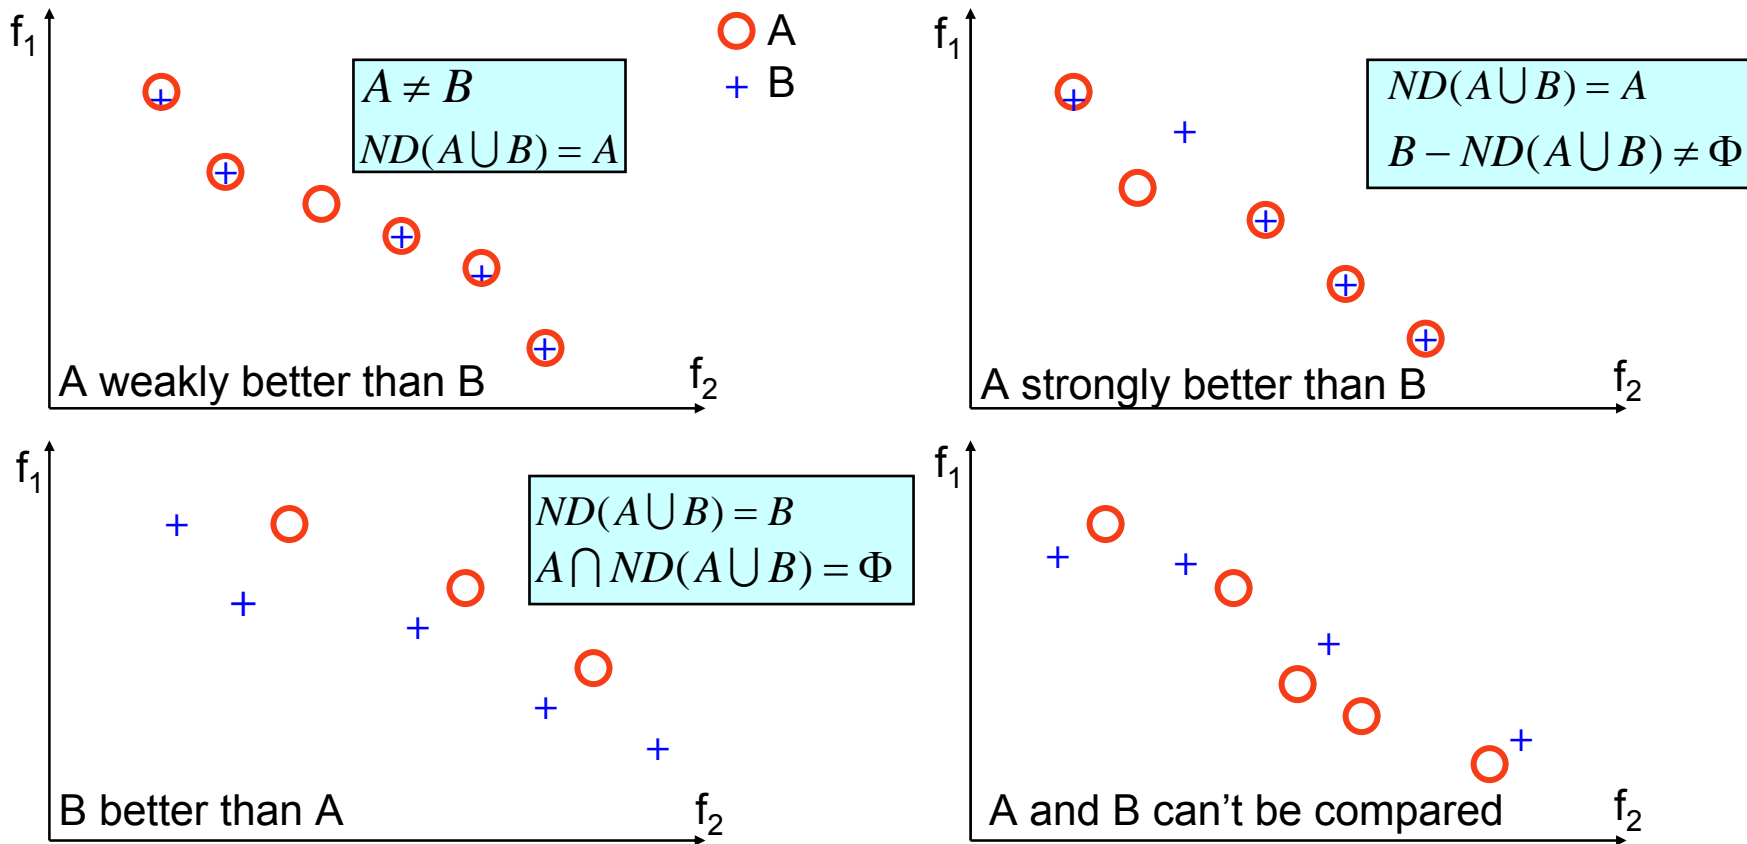 f₁
A ≠ B
ND(A ⋃ B) = A
A weakly better than B
f₂
A
+ B
f₁
ND(A ⋃ B) = A
B − ND(A ⋃ B) ≠ Φ
A strongly better than B
f₂
f₁
ND(A ⋃ B) = B
A ⋂ ND(A ⋃ B) = Φ
B better than A
f₂
f₁
A and B can't be compared
f₂